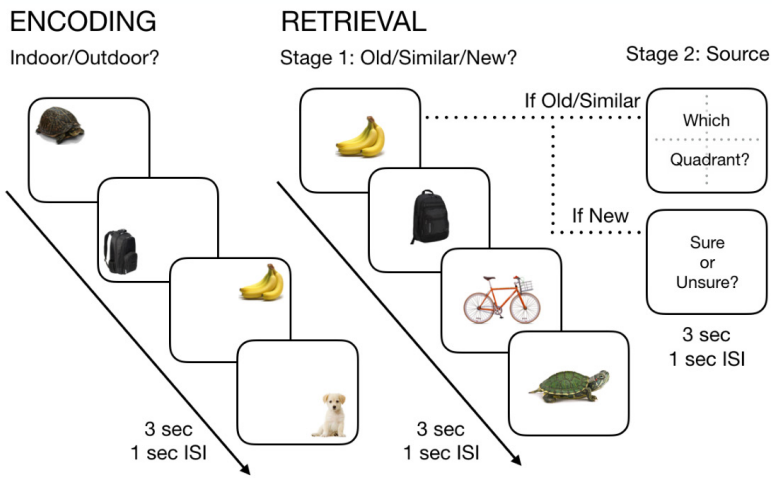 ENCODING
Indoor/Outdoor?
RETRIEVAL
Stage 1: Old/Similar/New?
Stage 2: Source
If Old/Similar
Which
Quadrant?
If New
Sure
or
Unsure?
3 sec
1 sec ISI
3 sec
1 sec ISI
3 sec
1 sec ISI